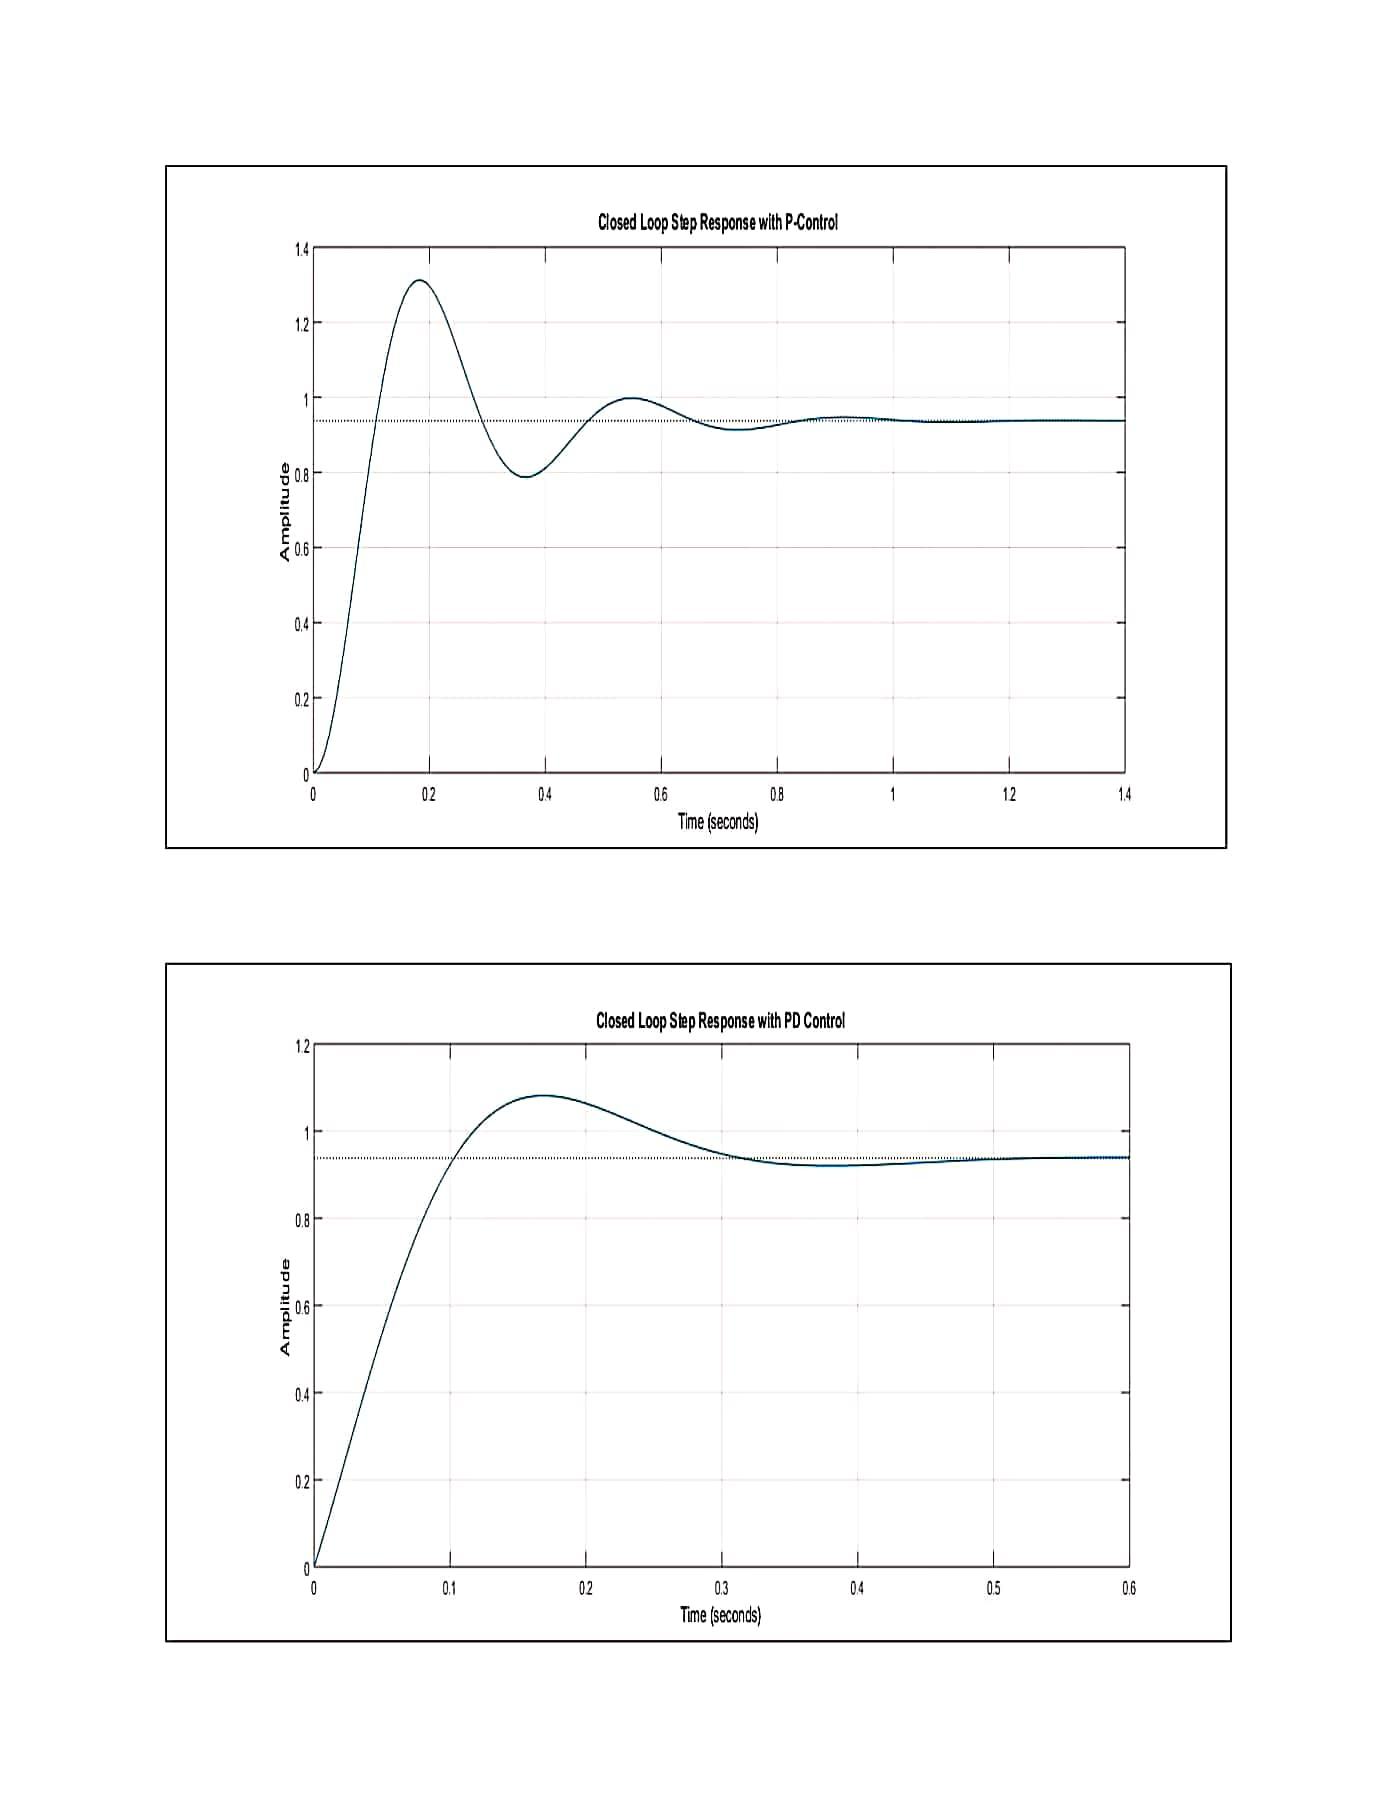 Closed Loop Step Response with P-Control
1.4
1.2
1
0.8
0.6
0.4
0.2
0
Amplitude
0 0.2 0.4 0.6 0.8 1 1.2 1.4
Time (seconds)
Closed Loop Step Response with PD Control
1.2
1
0.8
0.6
0.4
0.2
0
Amplitude
0 0.1 0.2 0.3 0.4 0.5 0.6
Time (seconds)